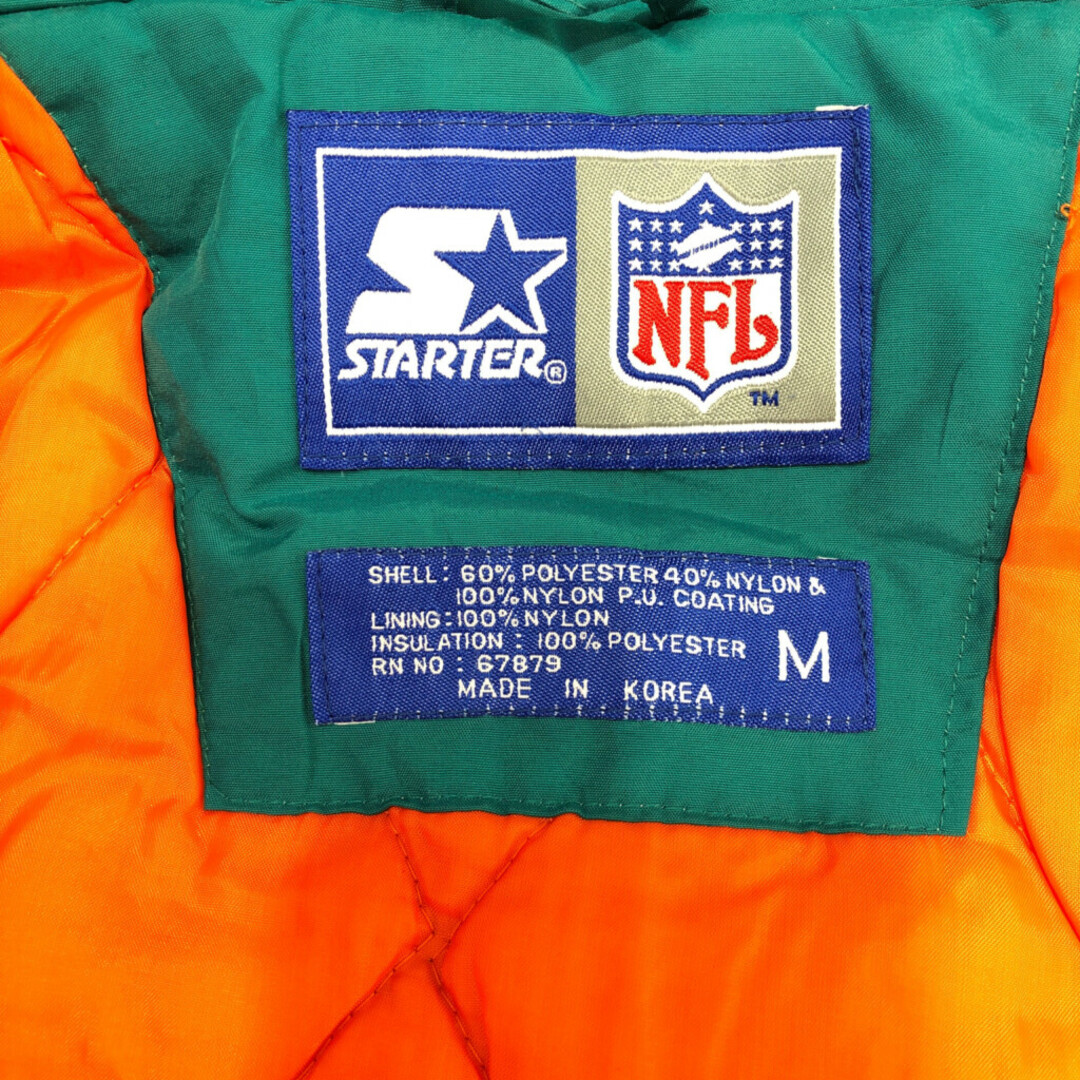 STARTER®
NFL
TM
SHELL: 60% POLYESTER 40% NYLON &
100% NYLON P.U. COATING
LINING: 100% NYLON
INSULATION: 100% POLYESTER
RN NO: 67879
M
MADE IN KOREA